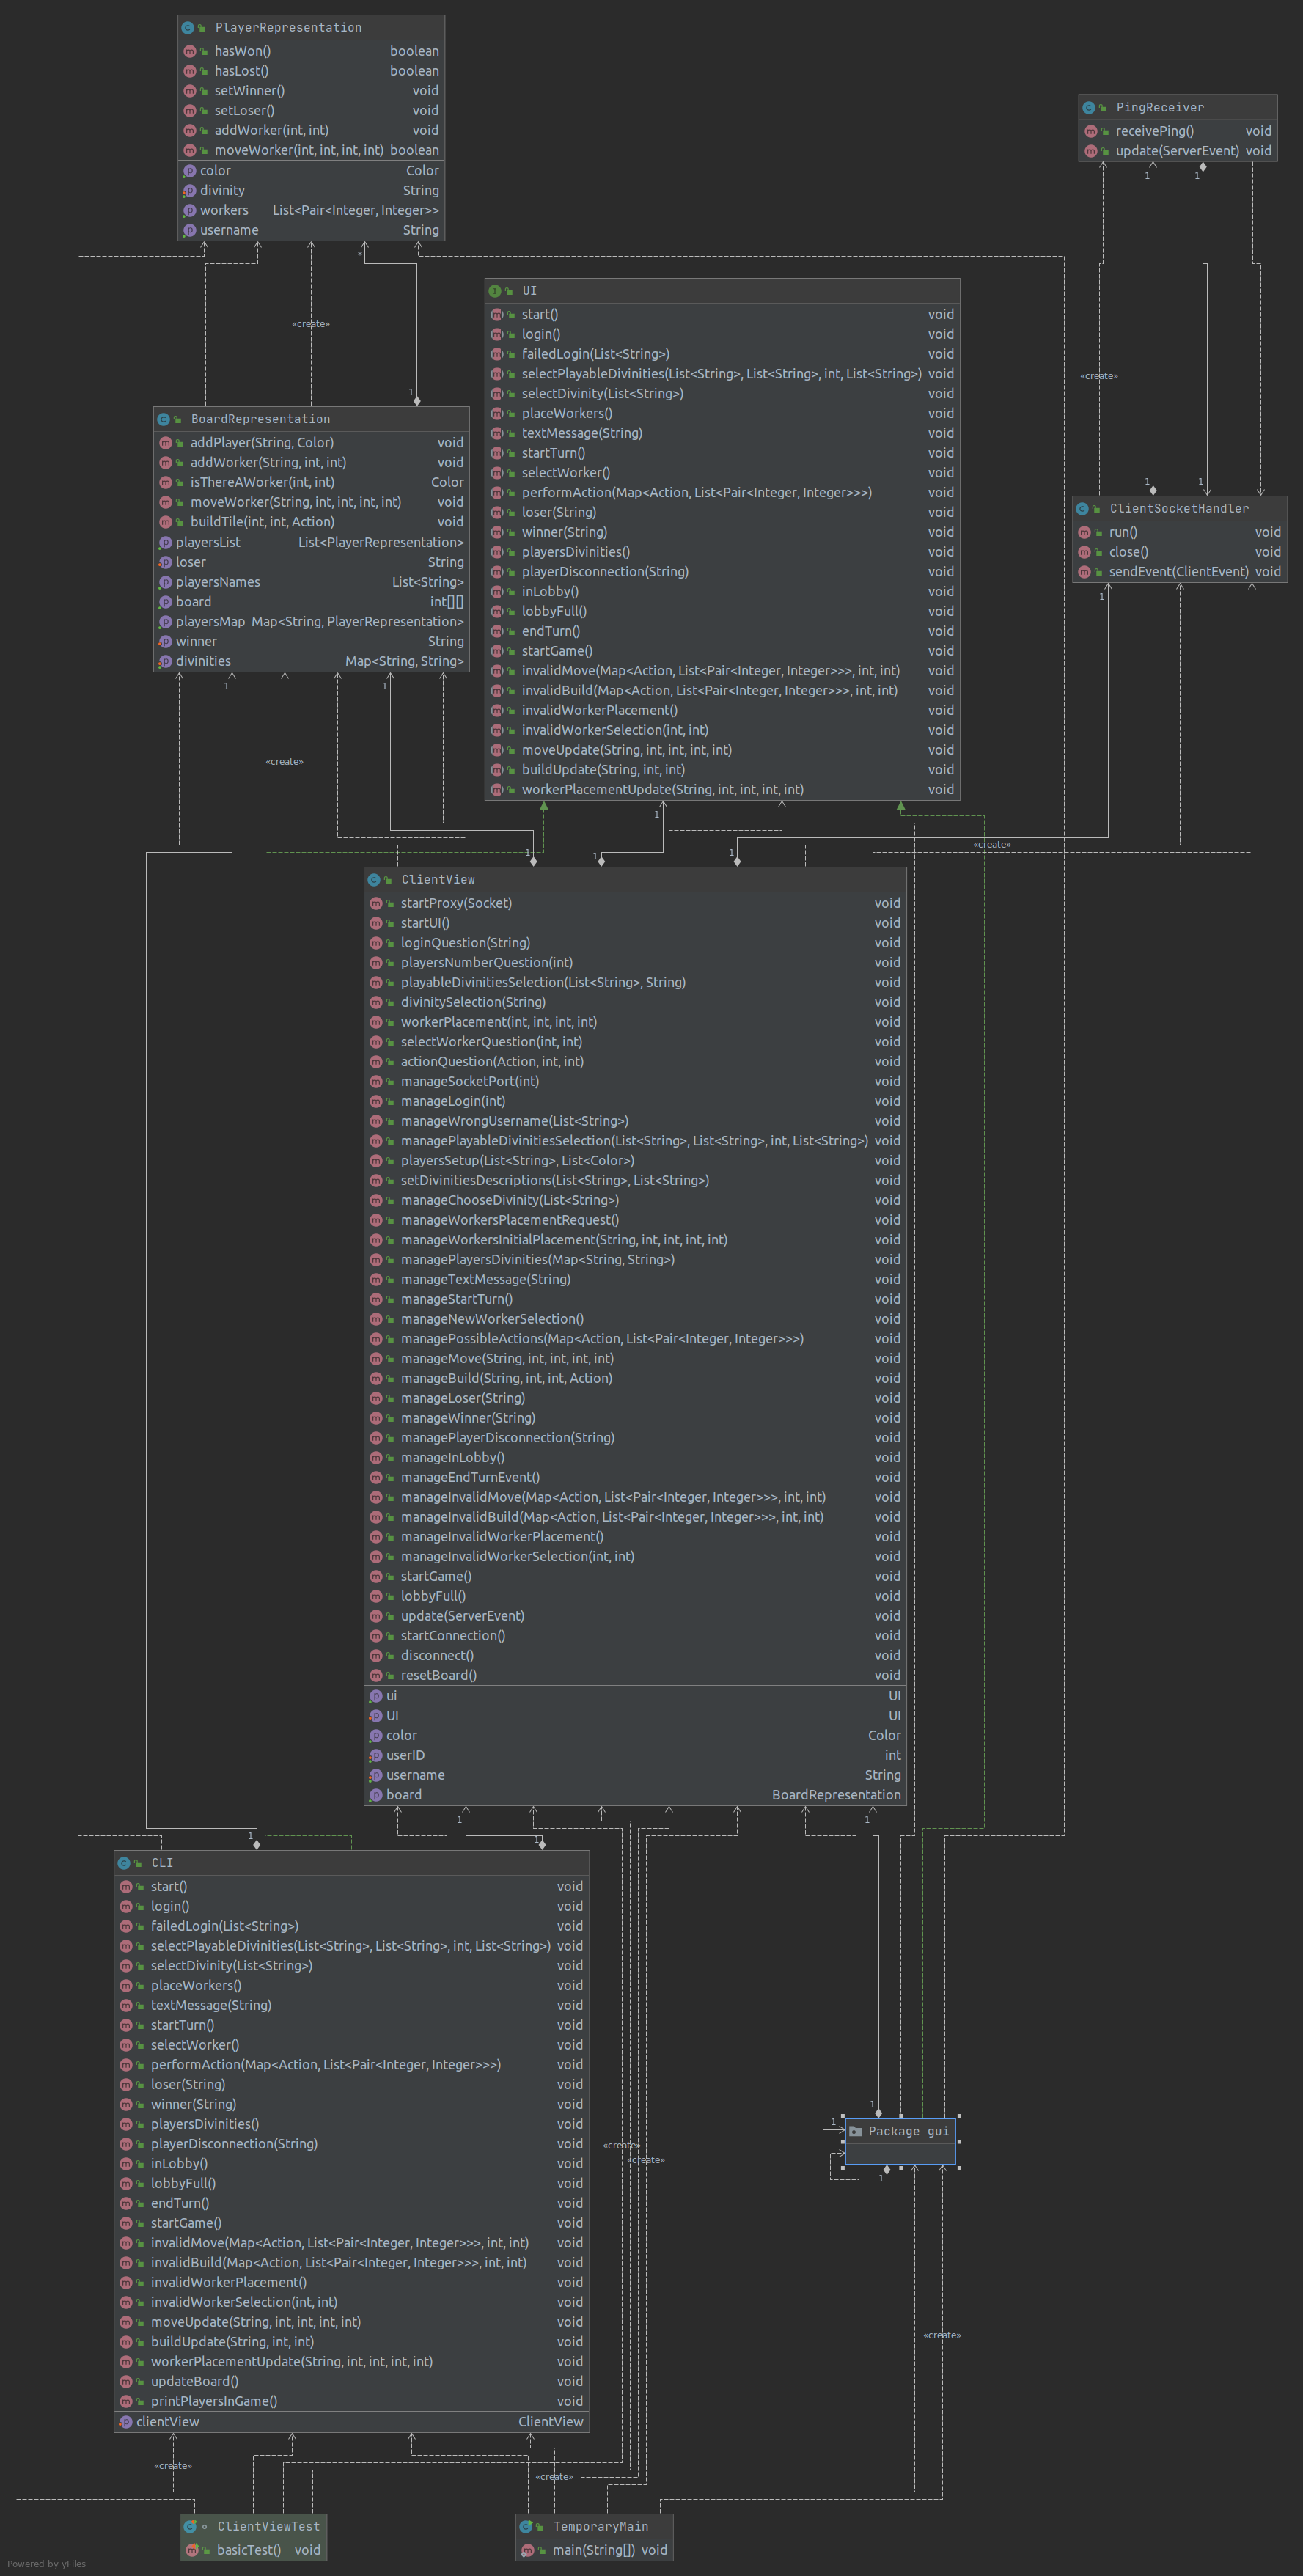 PlayerRepresentation
hasWon() boolean
hasLost() boolean
setWinner() void
setLoser() void
addWorker(int, int) void
moveWorker(int, int, int, int) boolean
color Color
divinity String
workers List<Pair<Integer, Integer>>
username String
PingReceiver
receivePing() void
update(ServerEvent) void
1 1
*
«create»
«create»
1
1 1
UI
start() void
login() void
failedLogin(List<String>) void
selectPlayableDivinities(List<String>, List<String>, int, List<String>) void
selectDivinity(List<String>) void
placeWorkers() void
textMessage(String) void
startTurn() void
selectWorker() void
performAction(Map<Action, List<Pair<Integer, Integer>>>) void
loser(String) void
winner(String) void
playersDivinities() void
playerDisconnection(String) void
inLobby() void
lobbyFull() void
endTurn() void
startGame() void
invalidMove(Map<Action, List<Pair<Integer, Integer>>>, int, int) void
invalidBuild(Map<Action, List<Pair<Integer, Integer>>>, int, int) void
invalidWorkerPlacement() void
invalidWorkerSelection(int, int) void
moveUpdate(String, int, int, int, int) void
buildUpdate(String, int, int) void
workerPlacementUpdate(String, int, int, int, int) void
BoardRepresentation
addPlayer(String, Color) void
addWorker(String, int, int) void
isThereAWorker(int, int) Color
moveWorker(String, int, int, int, int) void
buildTile(int, int, Action) void
playersList List<PlayerRepresentation>
loser String
playersNames List<String>
board int[][]
playersMap Map<String, PlayerRepresentation>
winner String
divinities Map<String, String>
ClientSocketHandler
run() void
close() void
sendEvent(ClientEvent) void
1
1 1
«create»
1
«create»
1 1 1
ClientView
startProxy(Socket) void
startUI() void
loginQuestion(String) void
playersNumberQuestion(int) void
playableDivinitiesSelection(List<String>, String) void
divinitySelection(String) void
workerPlacement(int, int, int, int) void
selectWorkerQuestion(int, int) void
actionQuestion(Action, int, int) void
manageSocketPort(int) void
manageLogin(int) void
manageWrongUsername(List<String>) void
managePlayableDivinitiesSelection(List<String>, List<String>, int, List<String>) void
playersSetup(List<String>, List<Color>) void
setDivinitiesDescriptions(List<String>, List<String>) void
manageChooseDivinity(List<String>) void
manageWorkersPlacementRequest() void
manageWorkersInitialPlacement(String, int, int, int, int) void
managePlayersDivinities(Map<String, String>) void
manageTextMessage(String) void
manageStartTurn() void
manageNewWorkerSelection() void
managePossibleActions(Map<Action, List<Pair<Integer, Integer>>>) void
manageMove(String, int, int, int, int) void
manageBuild(String, int, int, Action) void
manageLoser(String) void
manageWinner(String) void
managePlayerDisconnection(String) void
manageInLobby() void
manageEndTurnEvent() void
manageInvalidMove(Map<Action, List<Pair<Integer, Integer>>>, int, int) void
manageInvalidBuild(Map<Action, List<Pair<Integer, Integer>>>, int, int) void
manageInvalidWorkerPlacement() void
manageInvalidWorkerSelection(int, int) void
startGame() void
lobbyFull() void
update(ServerEvent) void
startConnection() void
disconnect() void
resetBoard() void
ui UI
UI UI
color Color
userID int
username String
board BoardRepresentation
1 1
1 1
CLI
start() void
login() void
failedLogin(List<String>) void
selectPlayableDivinities(List<String>, List<String>, int, List<String>) void
selectDivinity(List<String>) void
placeWorkers() void
textMessage(String) void
startTurn() void
selectWorker() void
performAction(Map<Action, List<Pair<Integer, Integer>>>) void
loser(String) void
winner(String) void
playersDivinities() void
playerDisconnection(String) void
inLobby() void
lobbyFull() void
endTurn() void
startGame() void
invalidMove(Map<Action, List<Pair<Integer, Integer>>>, int, int) void
invalidBuild(Map<Action, List<Pair<Integer, Integer>>>, int, int) void
invalidWorkerPlacement() void
invalidWorkerSelection(int, int) void
moveUpdate(String, int, int, int, int) void
buildUpdate(String, int, int) void
workerPlacementUpdate(String, int, int, int, int) void
updateBoard() void
printPlayersInGame() void
clientView ClientView
«create»
«create»
1
1
Package gui
1
«create»
«create»
«create»
ClientViewTest
basicTest() void
TemporaryMain
main(String[]) void
Powered by yFiles